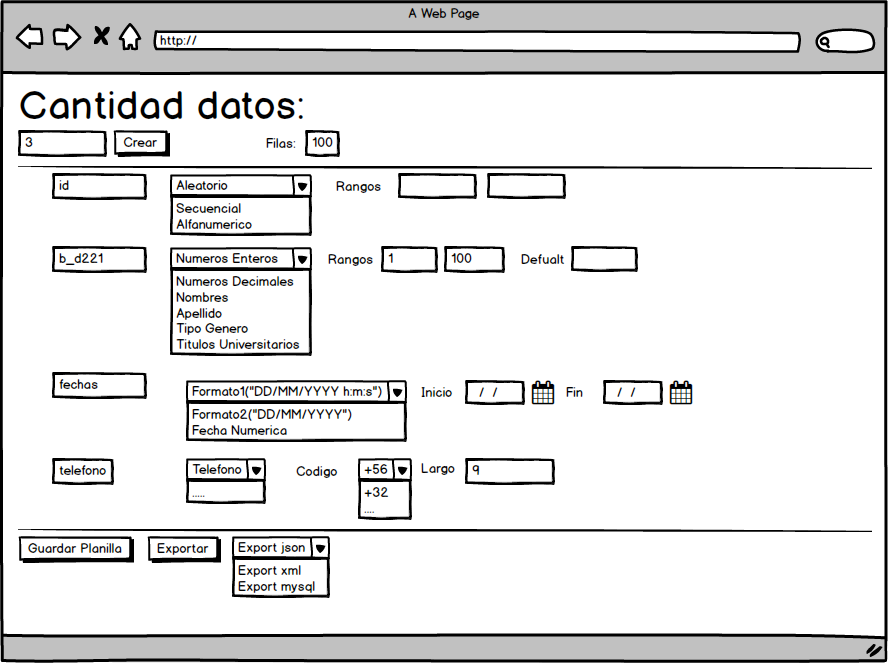 A Web Page
http://
Cantidad datos:
3 Crear Filas: 100
id Aleatorio Rangos
Secuencial
Alfanumerico
b_d221 Numeros Enteros Rangos 1 100 Defualt
Numeros Decimales
Nombres
Apellido
Tipo Genero
Titulos Universitarios
fechas Formato1("DD/MM/YYYY h:m:s") Inicio / / Fin / /
Formato2("DD/MM/YYYY")
Fecha Numerica
telefono Telefono Codigo +56 Largo 9
..... +32
....
Guardar Planilla Exportar Export json
Export xml
Export mysql